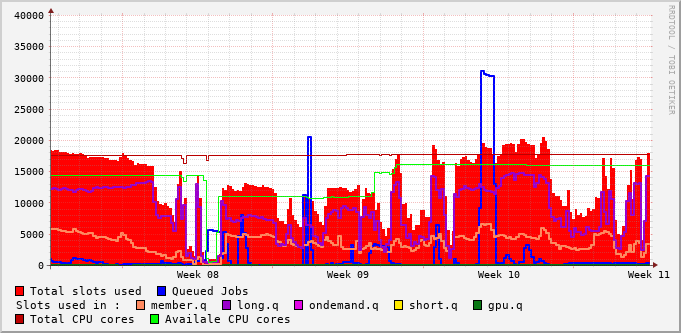 RRDTOOL / TOBI OETIKER
40000
35000
30000
25000
20000
15000
10000
5000
0
Week 08 Week 09 Week 10 Week 11
Total slots used Queued Jobs
Slots used in : member.q long.q ondemand.q short.q gpu.q
Total CPU cores Availale CPU cores